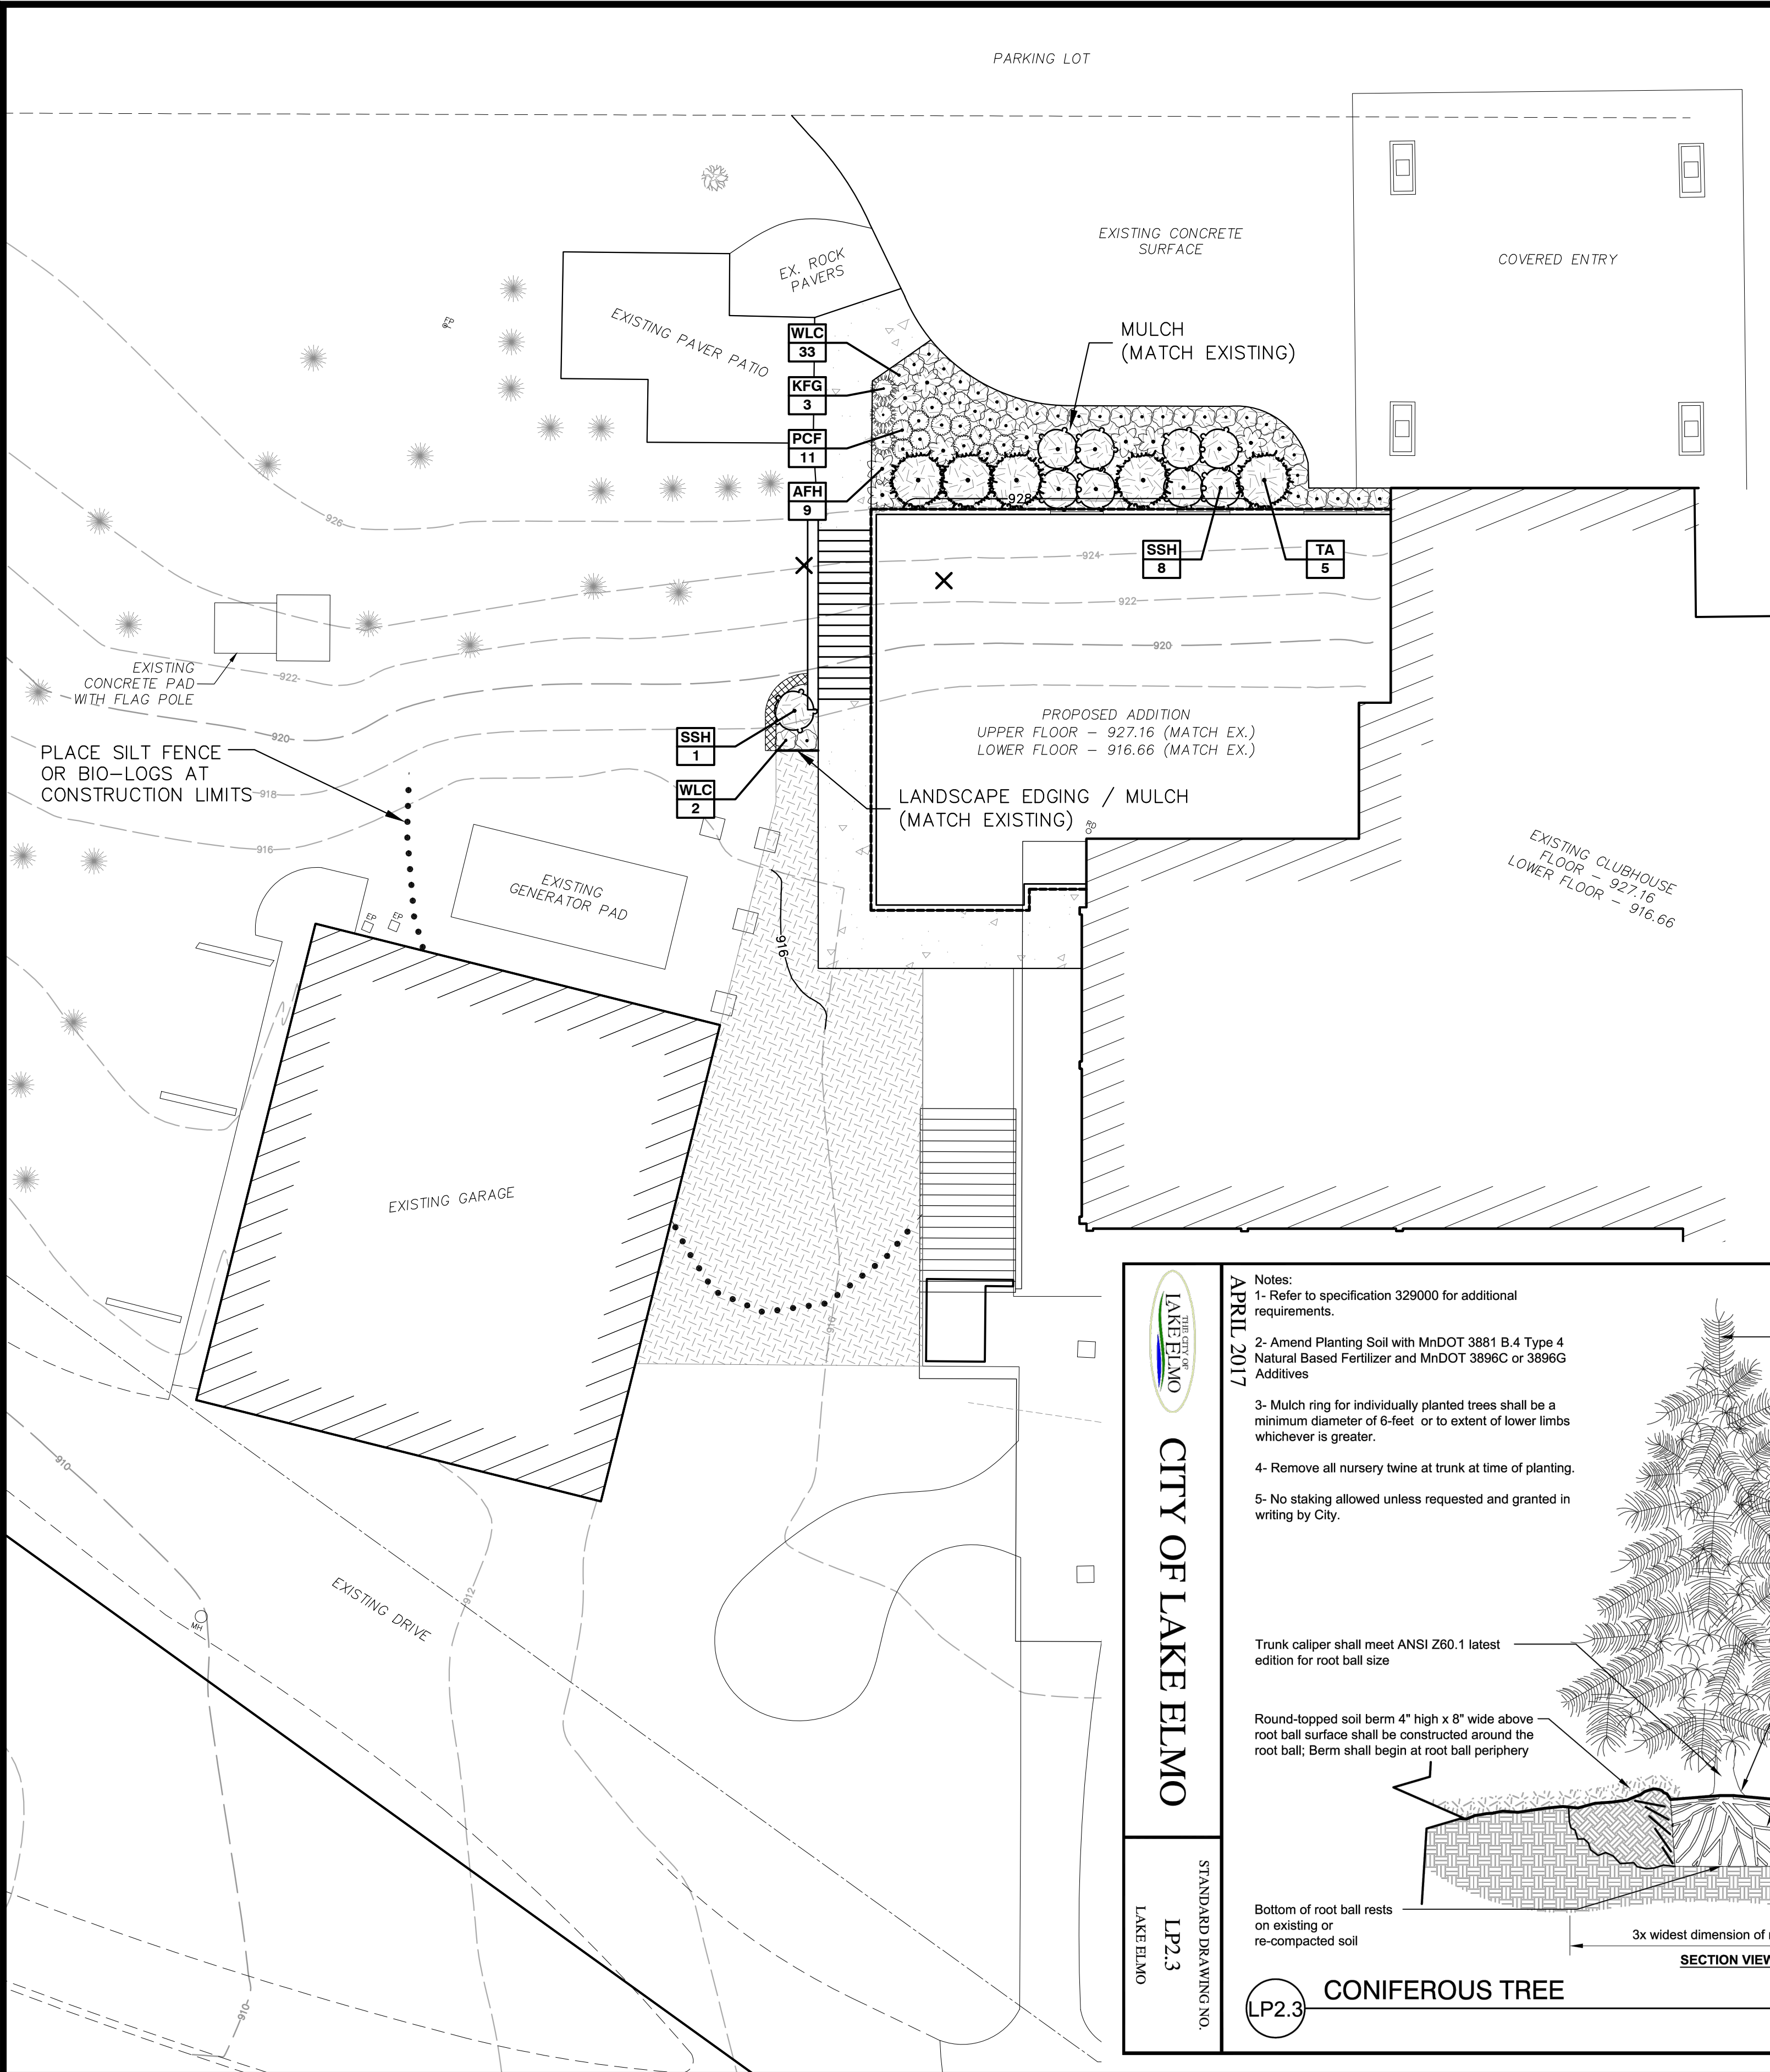 PARKING LOT
EXISTING CONCRETE
SURFACE
COVERED ENTRY
EX. ROCK
PAVERS
EXISTING PAVER PATIO
EP
MULCH
(MATCH EXISTING)
WLC
33
KFG
3
PCF
11
AFH
9
928
926
924
SSH
8
TA
5
922
920
EXISTING
CONCRETE PAD
WITH FLAG POLE
922
920
918
916
PLACE SILT FENCE
OR BIO-LOGS AT
CONSTRUCTION LIMITS
SSH
1
WLC
2
PROPOSED ADDITION
UPPER FLOOR – 927.16 (MATCH EX.)
LOWER FLOOR – 916.66 (MATCH EX.)
LANDSCAPE EDGING / MULCH
(MATCH EXISTING)
RD
EXISTING CLUBHOUSE
FLOOR – 927.16
LOWER FLOOR – 916.66
EXISTING
GENERATOR PAD
EP
EP
916
EXISTING GARAGE
916
910
912
EXISTING DRIVE
MH
910
THE CITY OF
LAKE ELMO
CITY OF LAKE ELMO
STANDARD DRAWING NO.
LP2.3
LAKE ELMO
APRIL 2017
Notes:
1- Refer to specification 329000 for additional
requirements.
2- Amend Planting Soil with MnDOT 3881 B.4 Type 4
Natural Based Fertilizer and MnDOT 3896C or 3896G
Additives
3- Mulch ring for individually planted trees shall be a
minimum diameter of 6-feet or to extent of lower limbs
whichever is greater.
4- Remove all nursery twine at trunk at time of planting.
5- No staking allowed unless requested and granted in
writing by City.
Trunk caliper shall meet ANSI Z60.1 latest
edition for root ball size
Round-topped soil berm 4" high x 8" wide above
root ball surface shall be constructed around the
root ball; Berm shall begin at root ball periphery
Bottom of root ball rests
on existing or
re-compacted soil
3x widest dimension of
SECTION VIEW
LP2.3
CONIFEROUS TREE